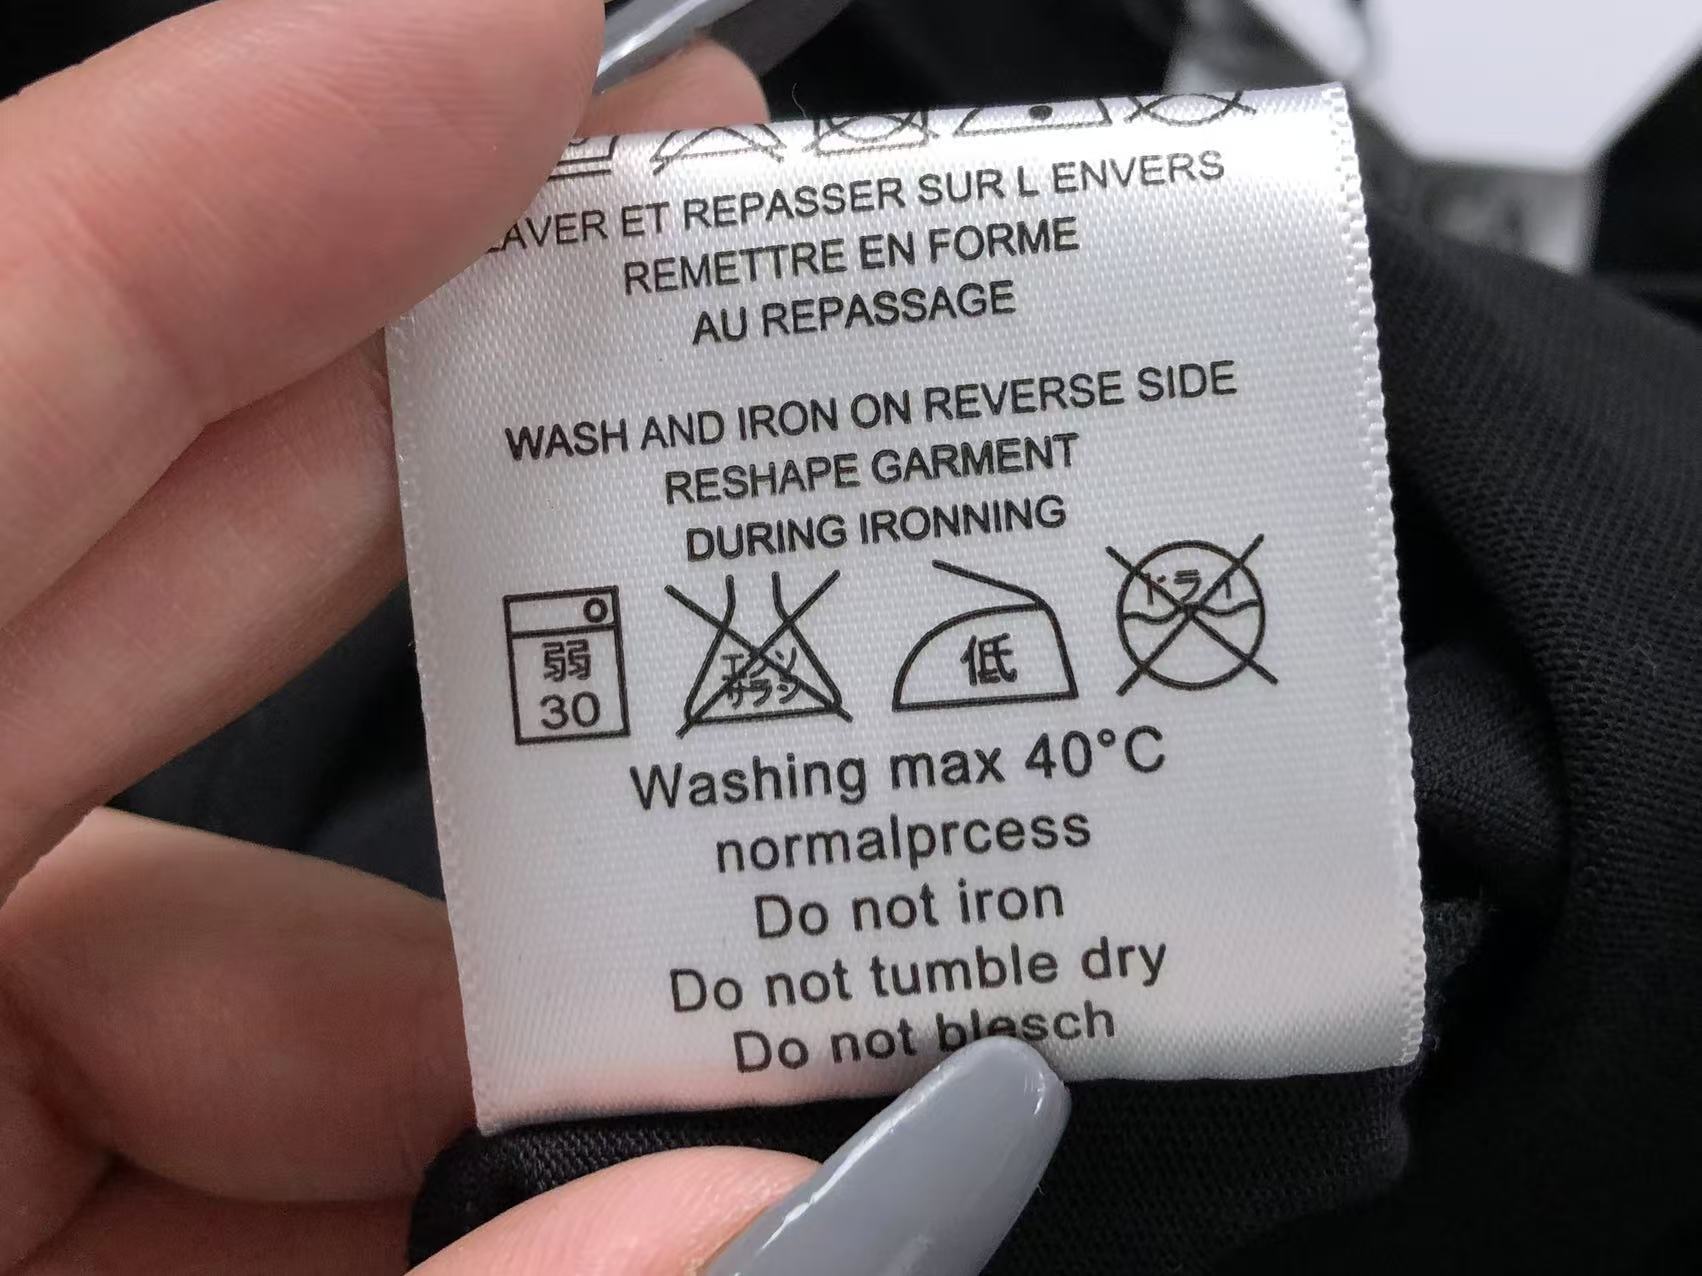 LAVER ET REPASSER SUR L ENVERS
REMETTRE EN FORME
AU REPASSAGE
WASH AND IRON ON REVERSE SIDE
RESHAPE GARMENT
DURING IRONNING
弱 30
エンソ サラシ
低
ドライ
Washing max 40°C
normalprcess
Do not iron
Do not tumble dry
Do not blesch